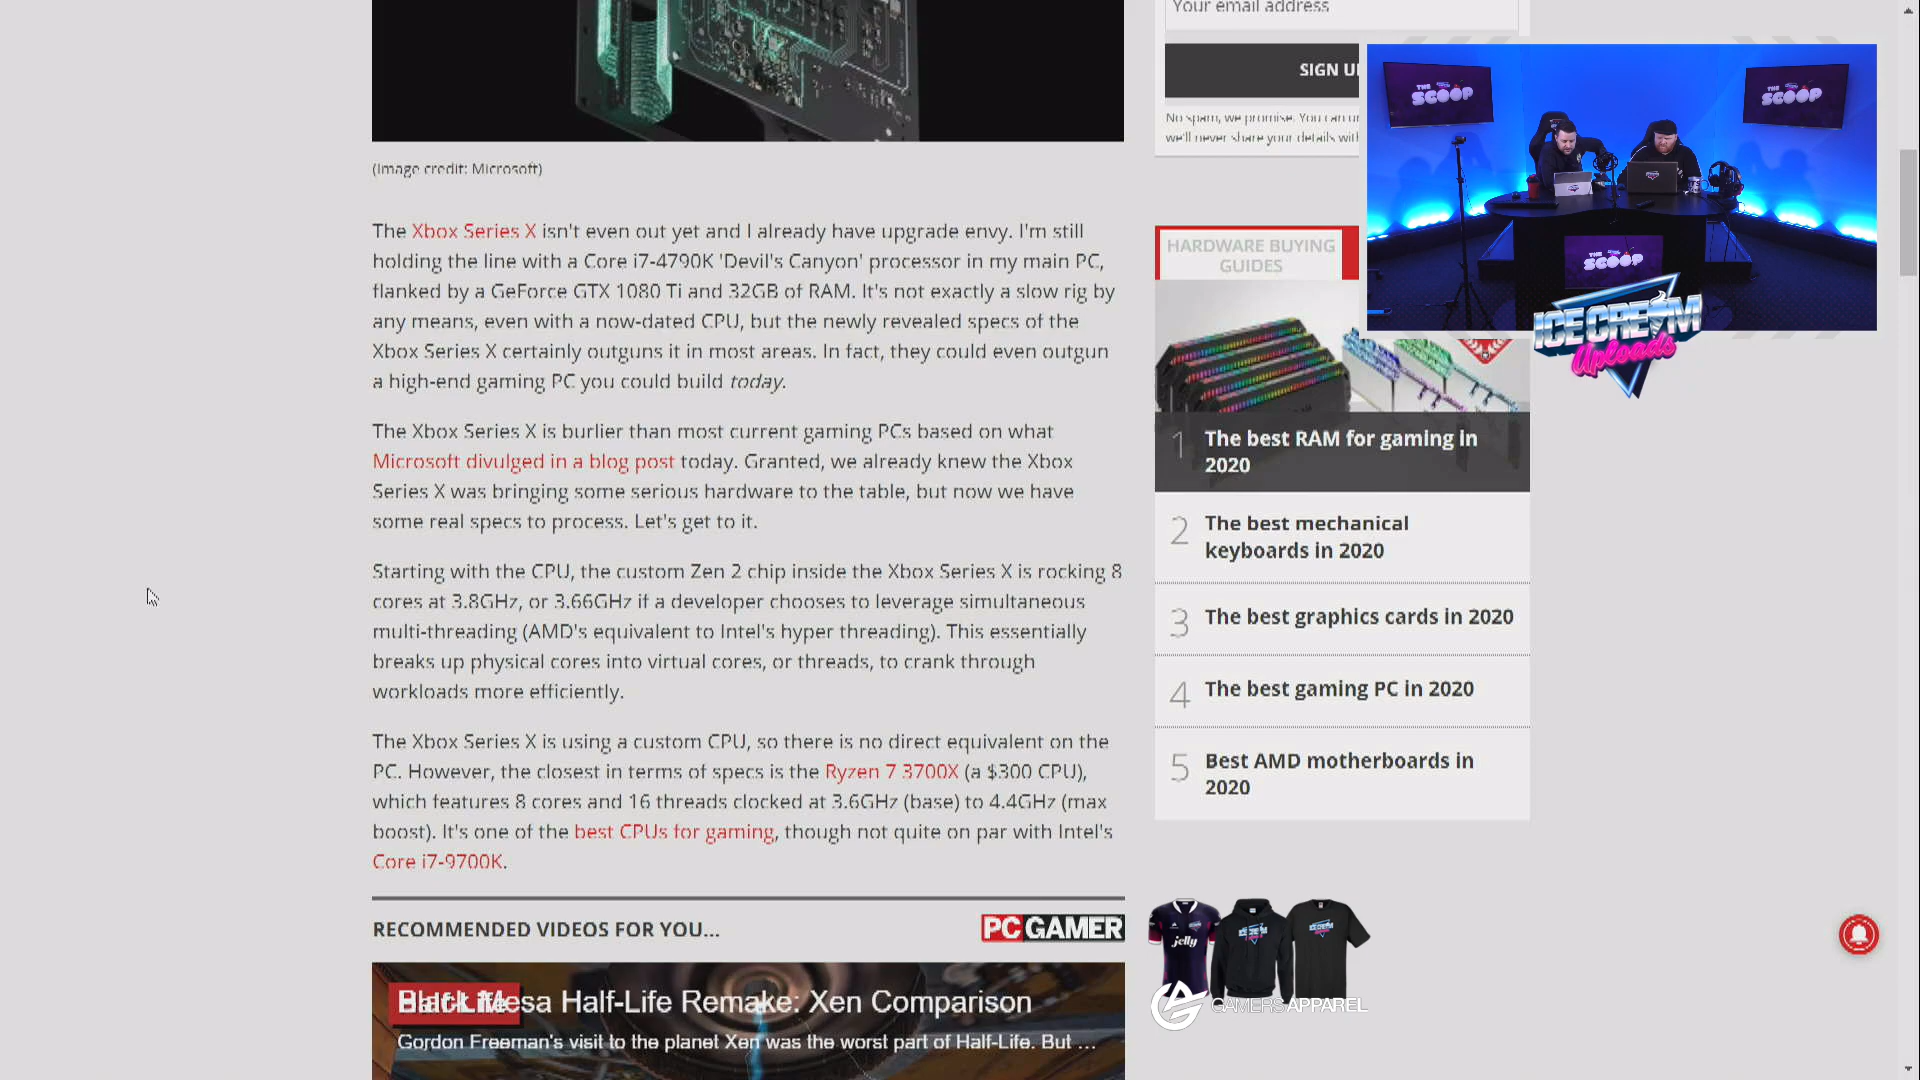 Your email address
SIGN U
No spam, we promise. You can
we'll never share your details
(Image credit: Microsoft)
The Xbox Series X isn't even out yet and I already have upgrade envy. I'm still
holding the line with a Core i7-4790K 'Devil's Canyon' processor in my main PC,
flanked by a GeForce GTX 1080 Ti and 32GB of RAM. It's not exactly a slow rig by
any means, even with a now-dated CPU, but the newly revealed specs of the
Xbox Series X certainly outguns it in most areas. In fact, they could even outgun
a high-end gaming PC you could build today.
The Xbox Series X is burlier than most current gaming PCs based on what
Microsoft divulged in a blog post today. Granted, we already knew the Xbox
Series X was bringing some serious hardware to the table, but now we have
some real specs to process. Let's get to it.
Starting with the CPU, the custom Zen 2 chip inside the Xbox Series X is rocking 8
cores at 3.8GHz, or 3.66GHz if a developer chooses to leverage simultaneous
multi-threading (AMD's equivalent to Intel's hyper threading). This essentially
breaks up physical cores into virtual cores, or threads, to crank through
workloads more efficiently.
The Xbox Series X is using a custom CPU, so there is no direct equivalent on the
PC. However, the closest in terms of specs is the Ryzen 7 3700X (a $300 CPU),
which features 8 cores and 16 threads clocked at 3.6GHz (base) to 4.4GHz (max
boost). It's one of the best CPUs for gaming, though not quite on par with Intel's
Core i7-9700K.
RECOMMENDED VIDEOS FOR YOU...
PC GAMER
Black Mesa Half-Life Remake: Xen Comparison
Gordon Freeman's visit to the planet Xen was the worst part of Half-Life. But ...
HARDWARE BUYING
GUIDES
1 The best RAM for gaming in
2020
2 The best mechanical
keyboards in 2020
3 The best graphics cards in 2020
4 The best gaming PC in 2020
5 Best AMD motherboards in
2020
THE
SCOOP
THE
SCOOP
THE
SCOOP
ICE CREAM
Uploads
jelly
ICE CREAM
ICE CREAM
GAMERS APPAREL